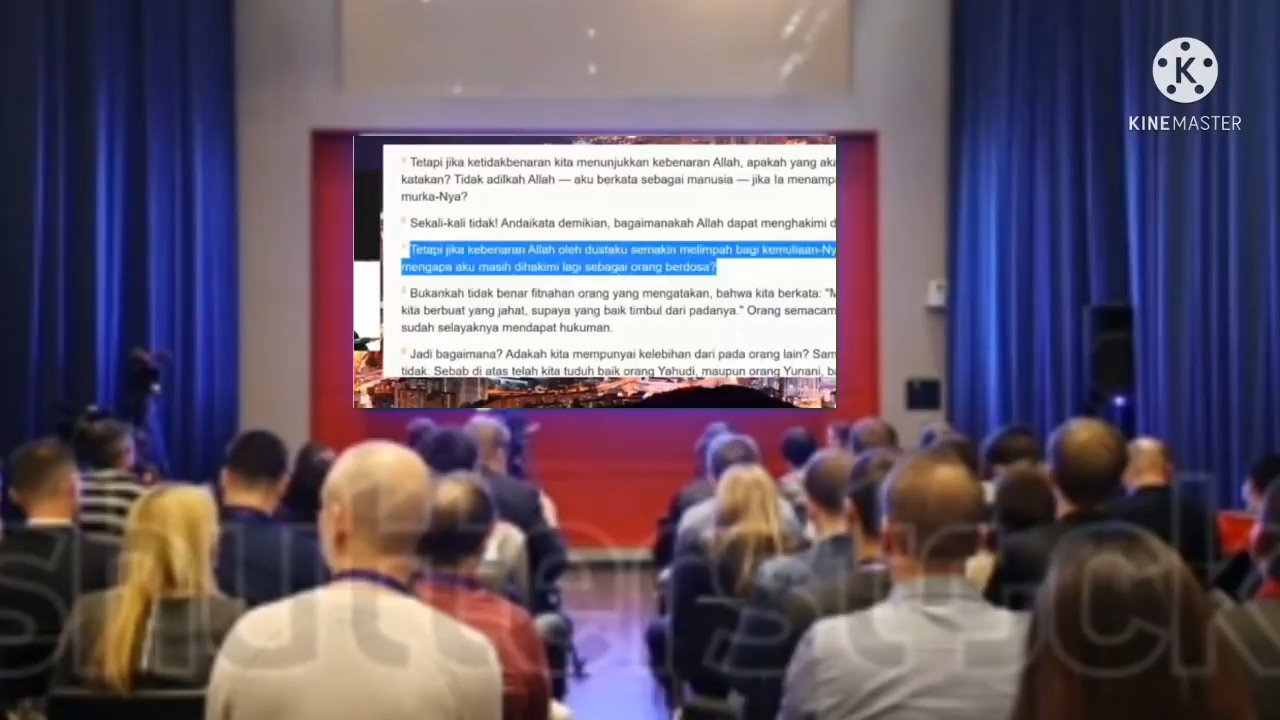 K
KINEMASTER
Tetapi jika ketidakbenaran kita menunjukkan kebenaran Allah, apakah yang aka
katakan? Tidak adilkah Allah — aku berkata sebagai manusia — jika Ia menampa
murka-Nya?
Sekali-kali tidak! Andaikata demikian, bagaimanakah Allah dapat menghakimi d
Tetapi jika kebenaran Allah oleh dustaku semakin melimpah bagi kemuliaan-Ny
mengapa aku masih dihakimi lagi sebagai orang berdosa?
Bukankah tidak benar fitnahan orang yang mengatakan, bahwa kita berkata: "M
kita berbuat yang jahat, supaya yang baik timbul dari padanya." Orang semacam
sudah selayaknya mendapat hukuman.
Jadi bagaimana? Adakah kita mempunyai kelebihan dari pada orang lain? Sam
tidak. Sebab di atas telah kita tuduh baik orang Yahudi, maupun orang Yunani, ba
shutterstock